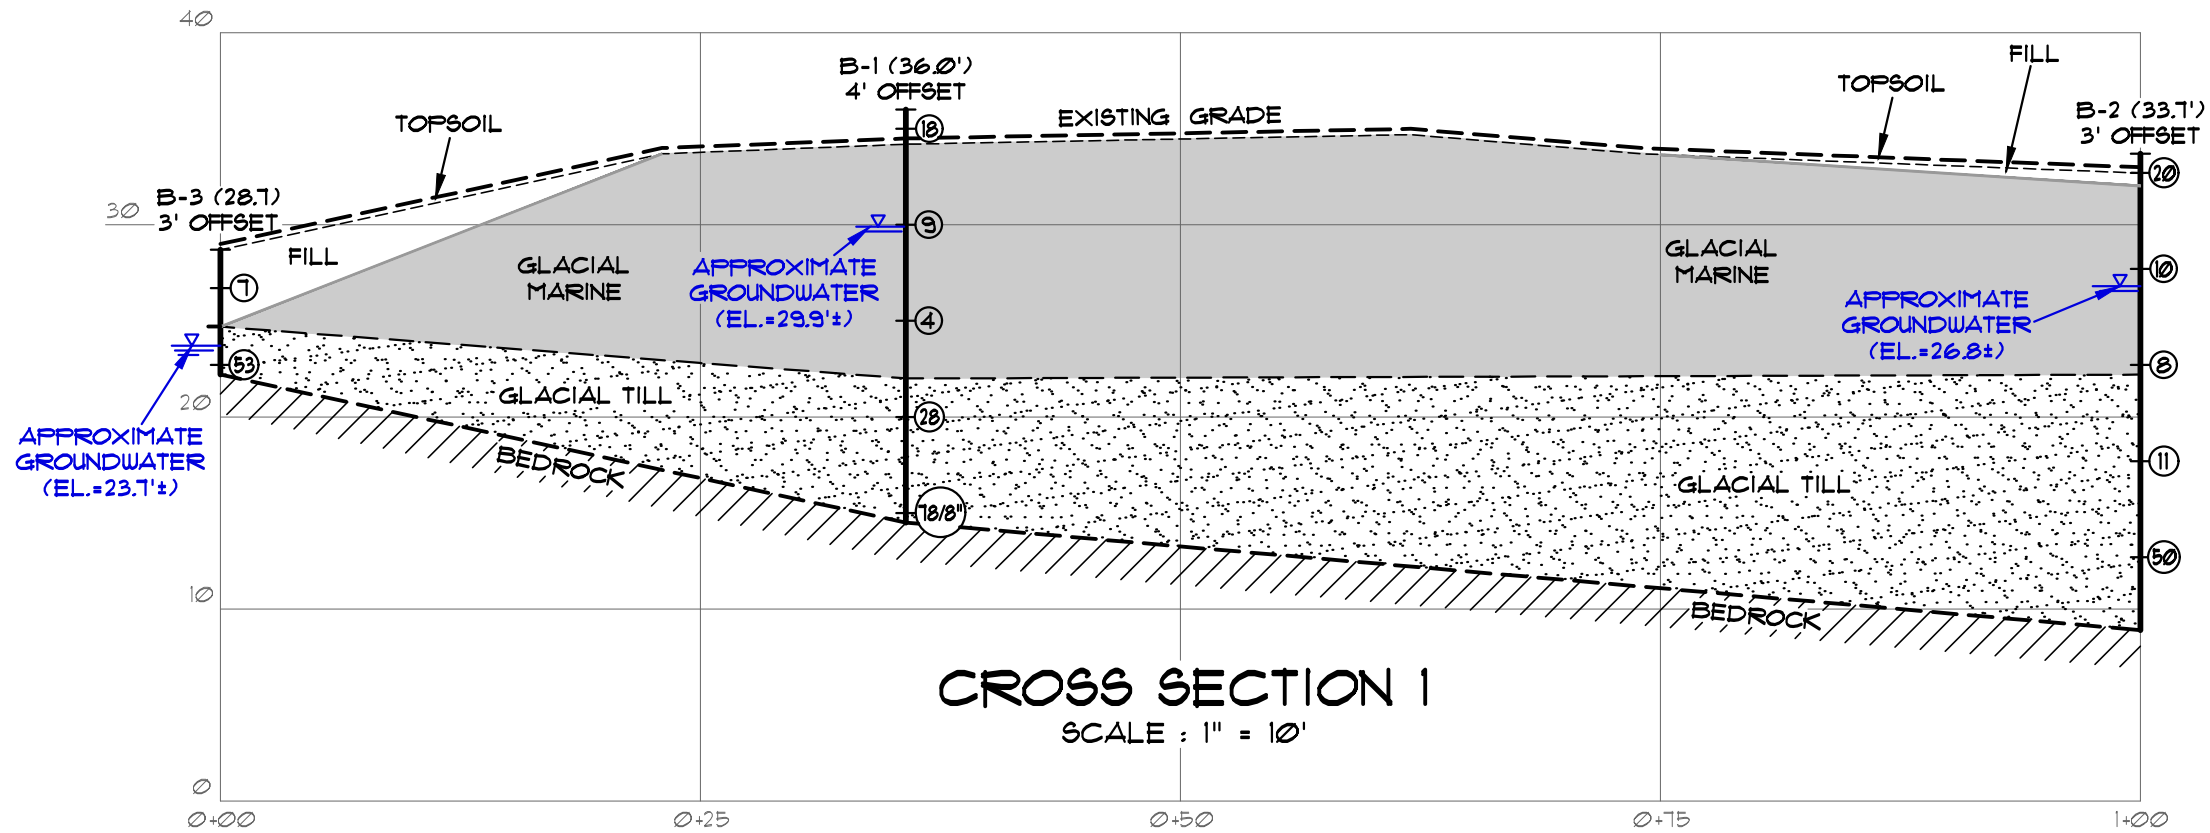 40
FILL
B-1 (36.0')
4' OFFSET
TOPSOIL
B-2 (33.7')
3' OFFSET
TOPSOIL
EXISTING GRADE
18
20
B-3 (28.7)
3' OFFSET
30
9
FILL
GLACIAL
MARINE
APPROXIMATE
GROUNDWATER
(EL.=29.9'±)
GLACIAL
MARINE
10
7
APPROXIMATE
GROUNDWATER
(EL.=26.8±)
4
53
8
GLACIAL TILL
20
28
APPROXIMATE
GROUNDWATER
(EL.=23.7'±)
BEDROCK
11
GLACIAL TILL
78/8"
50
10
BEDROCK
CROSS SECTION 1
SCALE : 1" = 10'
0
0+00
0+25
0+50
0+75
1+00